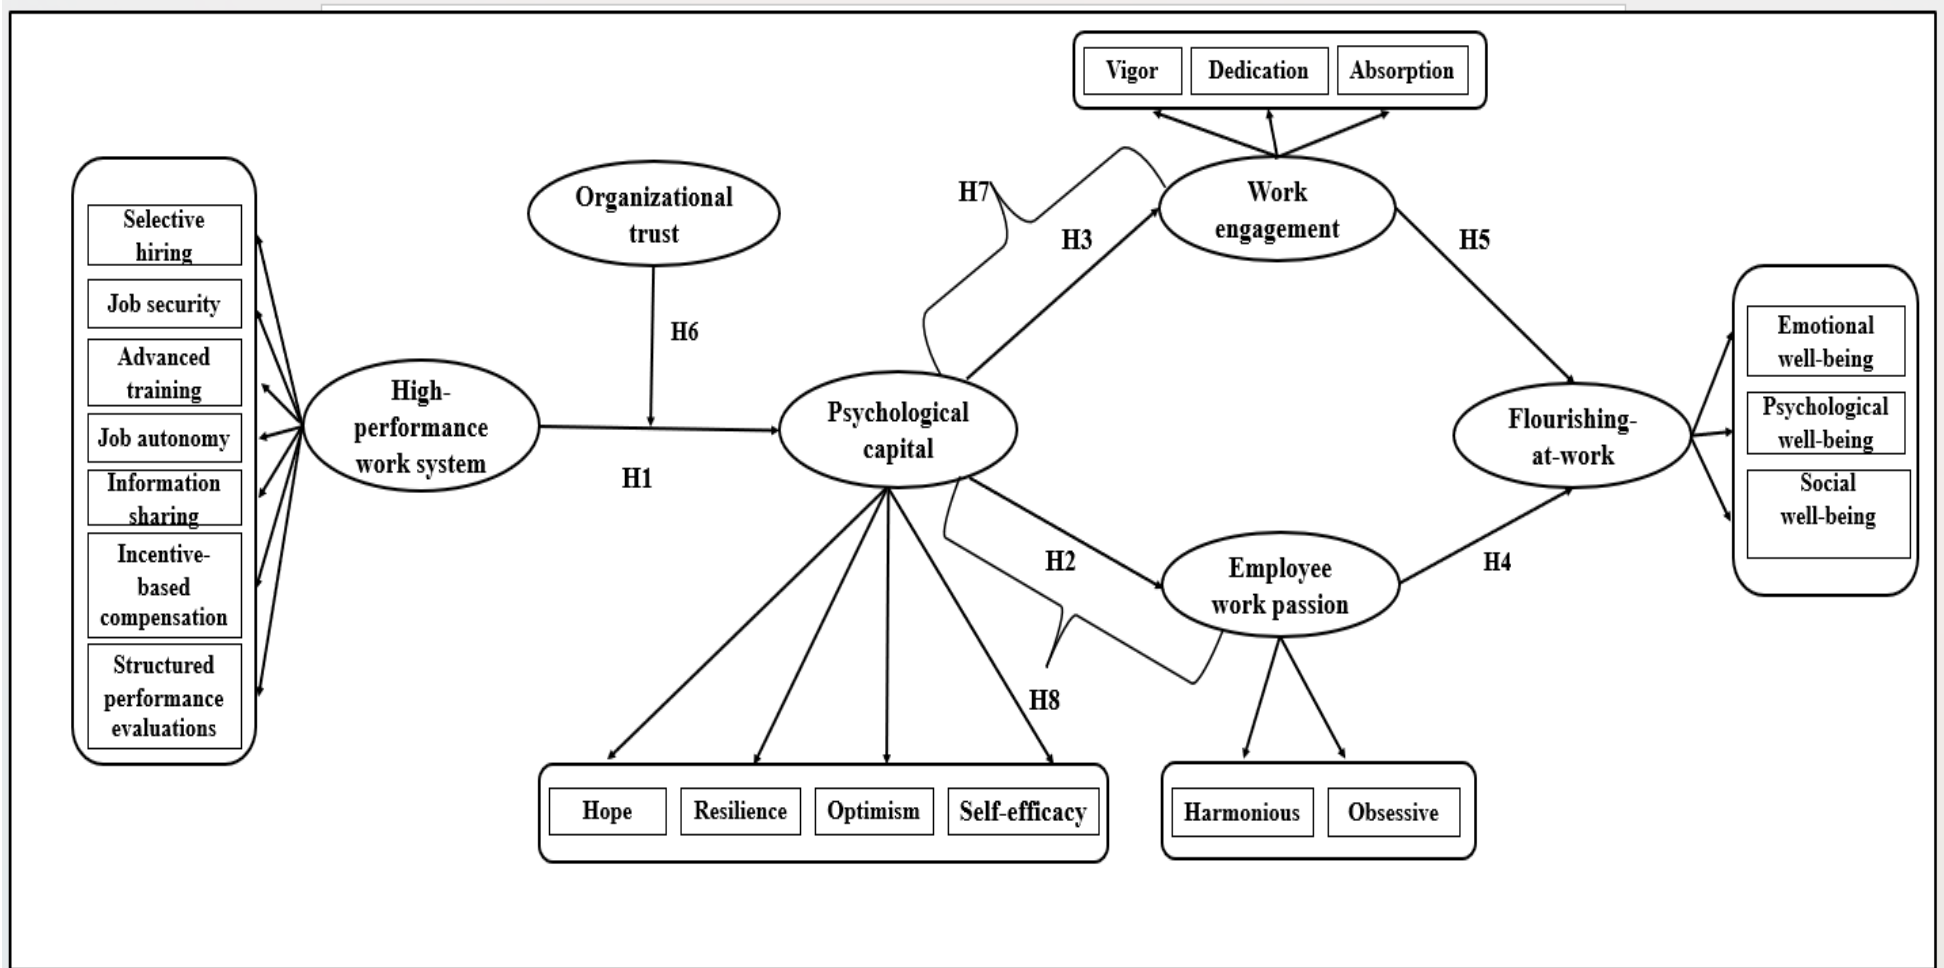 Vigor
Dedication
Absorption
Selective
hiring
Job security
Advanced
training
Job autonomy
Information
sharing
Incentive-
based
compensation
Structured
performance
evaluations
High-
performance
work system
Organizational
trust
H6
H1
Psychological
capital
H7
H3
H2
H8
Work
engagement
Employee
work passion
H5
H4
Flourishing-
at-work
Emotional
well-being
Psychological
well-being
Social
well-being
Hope
Resilience
Optimism
Self-efficacy
Harmonious
Obsessive